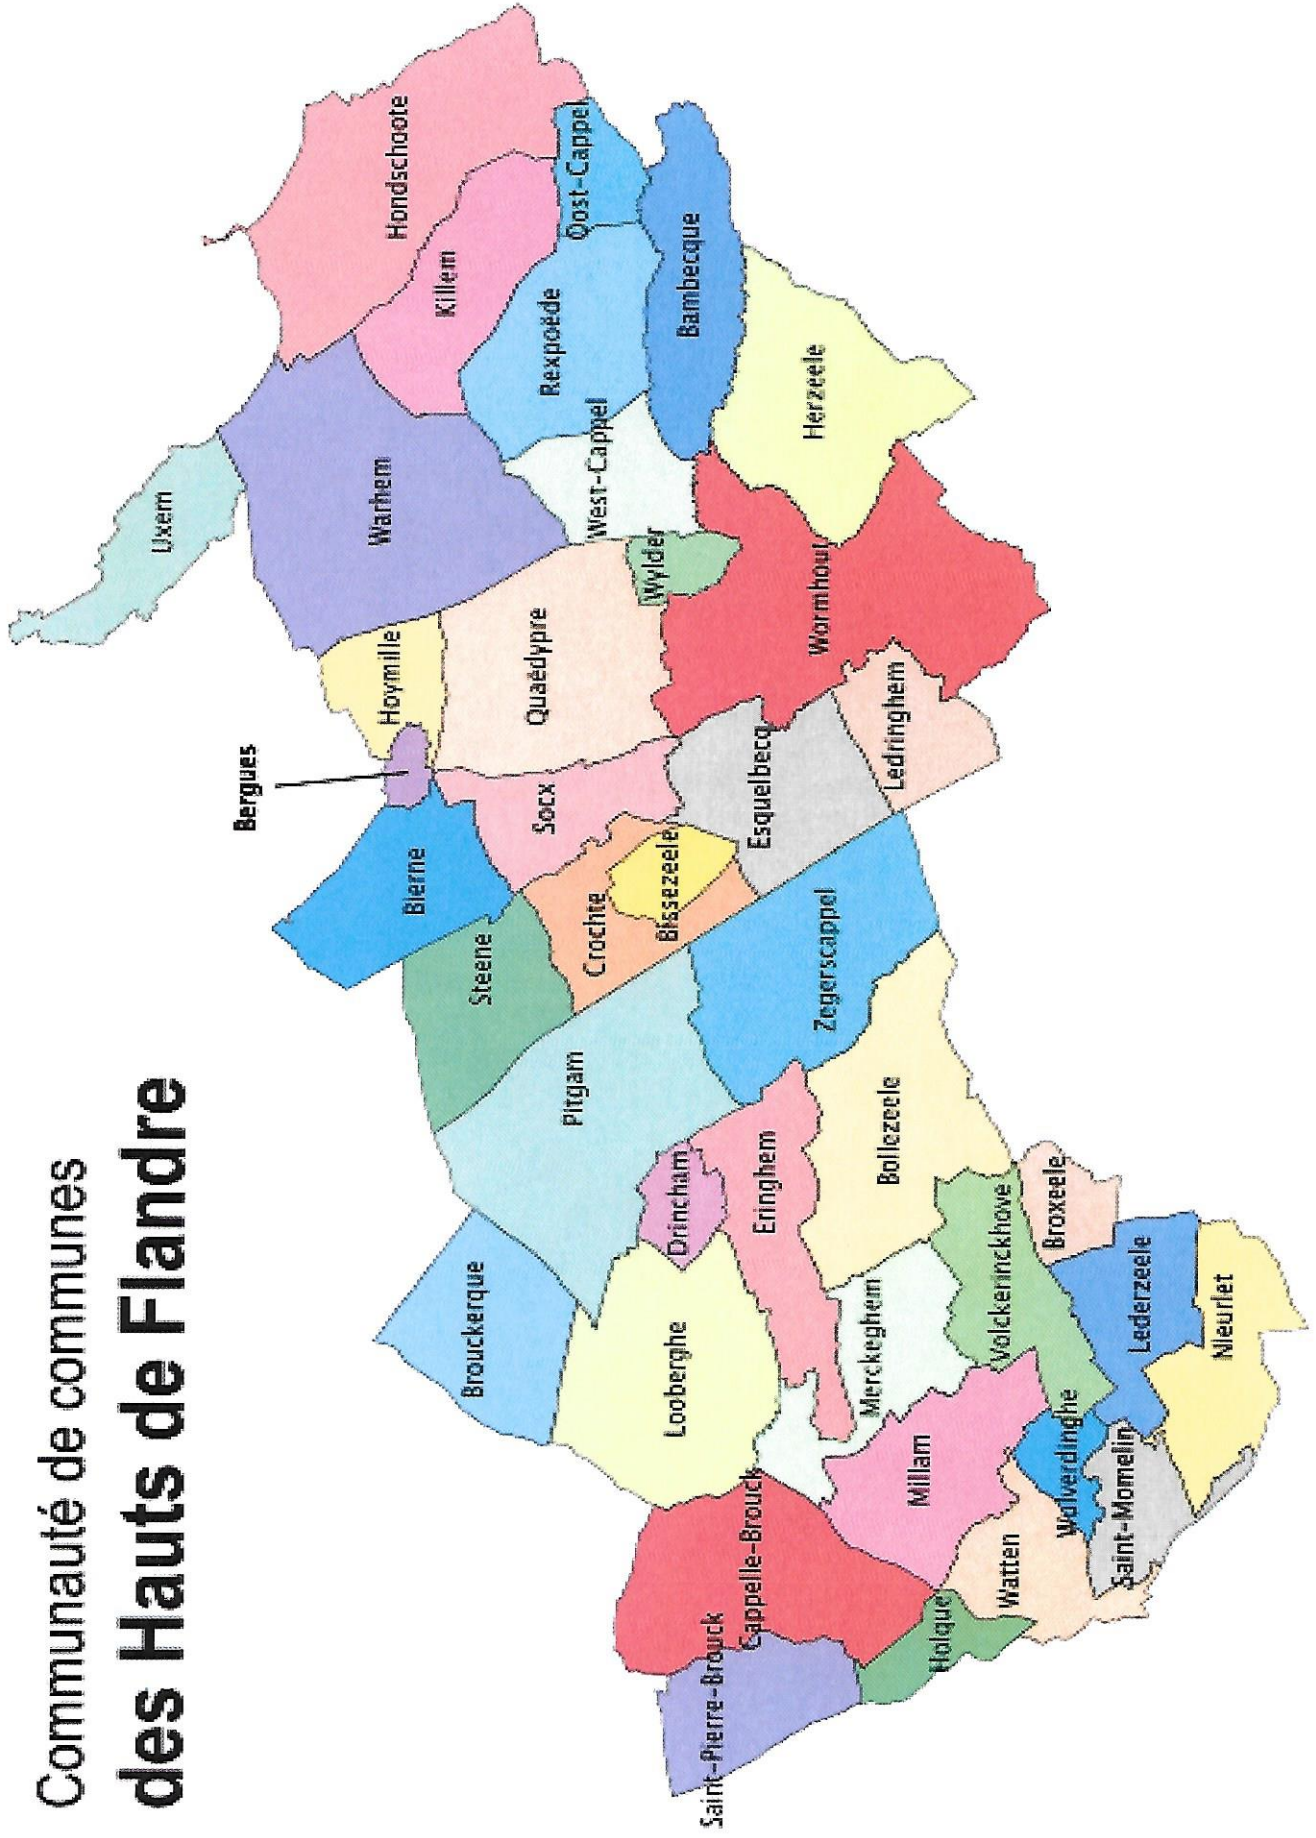 Communauté de communes
des Hauts de Flandre
Uxem
Hondschoote
Killem
Warhem
Oost-Cappel
Rexpoëde
Bambecque
West-Cappel
Herzeele
Hoymille
Bergues
Quaëdypre
Wylder
Wormhout
Bierne
Socx
Esquelbecq
Ledringhem
Steene
Crochte
Bissezeele
Zegerscappel
Pitgam
Brouckerque
Drincham
Eringhem
Bollezeele
Looberghe
Merckeghem
Volckerinckhove
Broxeele
Lederzeele
Nieurlet
Cappelle-Brouck
Millam
Wulverdinghe
Saint-Momelin
Watten
Saint-Pierre-Brouck
Holque